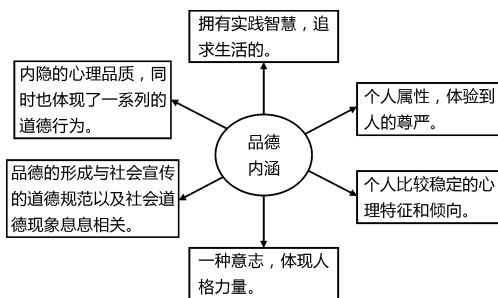 拥有实践智慧，追
求生活的。
内隐的心理品质，同
时也体现了一系列的
道德行为。
个人属性，体验到
人的尊严。
品德
内涵
品德的形成与社会宣传
的道德规范以及社会道
德现象息息相关。
个人比较稳定的心
理特征和倾向。
一种意志，体现人
格力量。